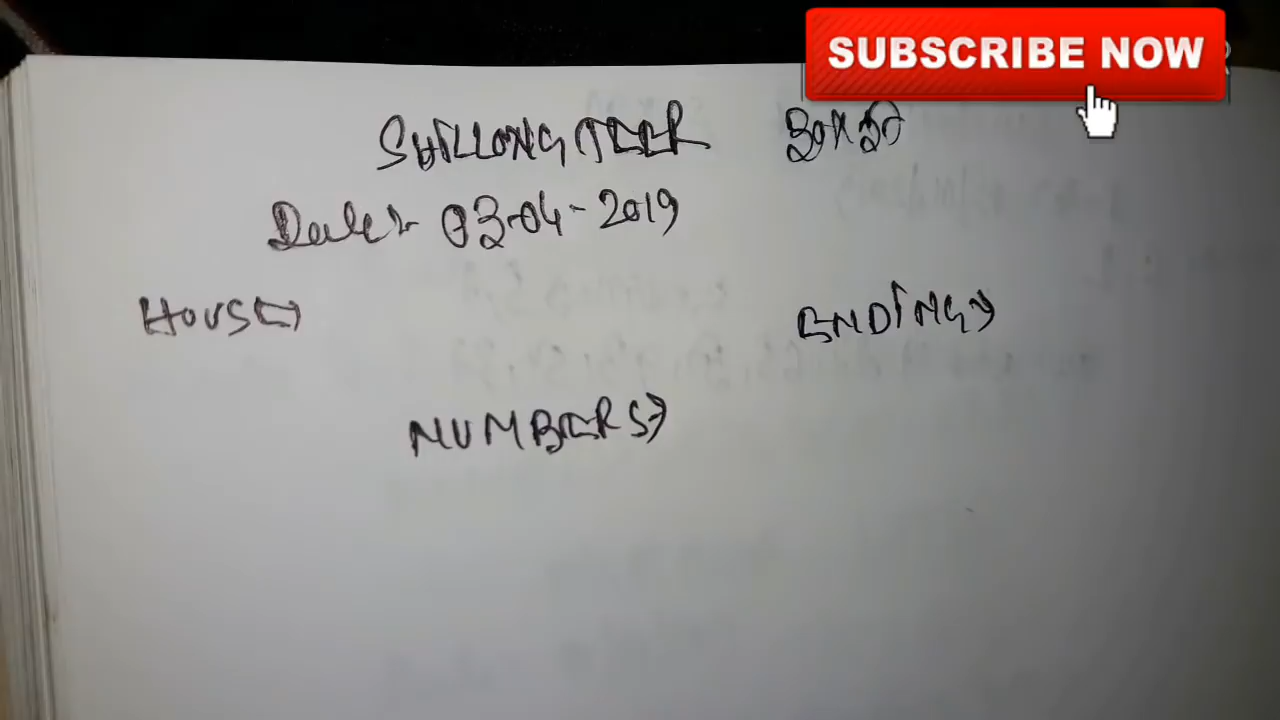 SUBSCRIBE NOW
SHILLONG TEER
Date:- 03-04-2019
HOUSE→ ENDING→
NUMBERS→